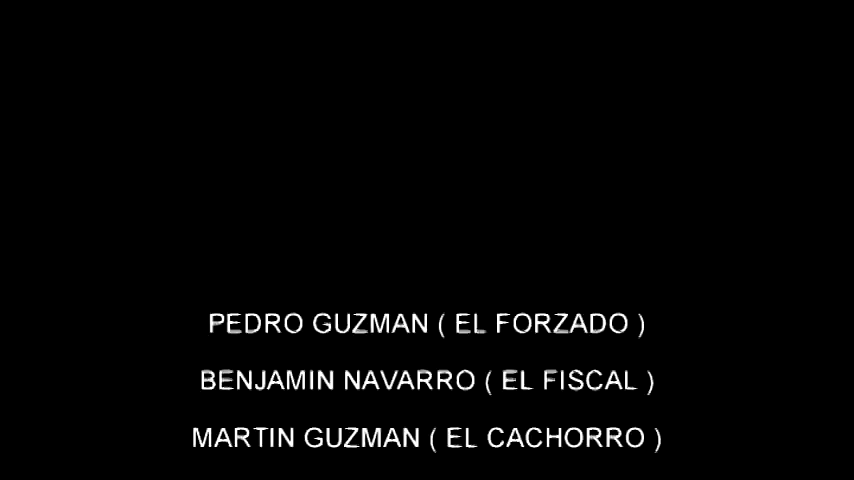 PEDRO GUZMAN ( EL FORZADO )
BENJAMIN NAVARRO ( EL FISCAL )
MARTIN GUZMAN ( EL CACHORRO )